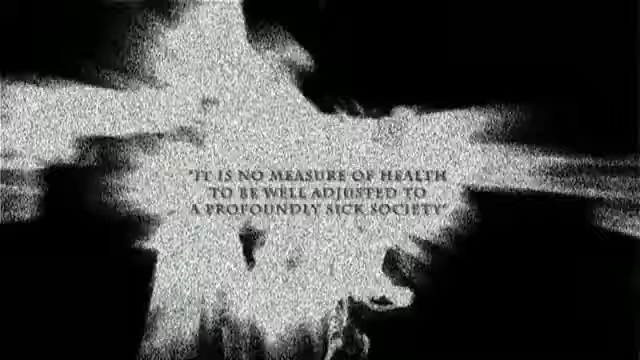 "IT IS NO MEASURE OF HEALTH
TO BE WELL ADJUSTED TO
A PROFOUNDLY SICK SOCIETY"